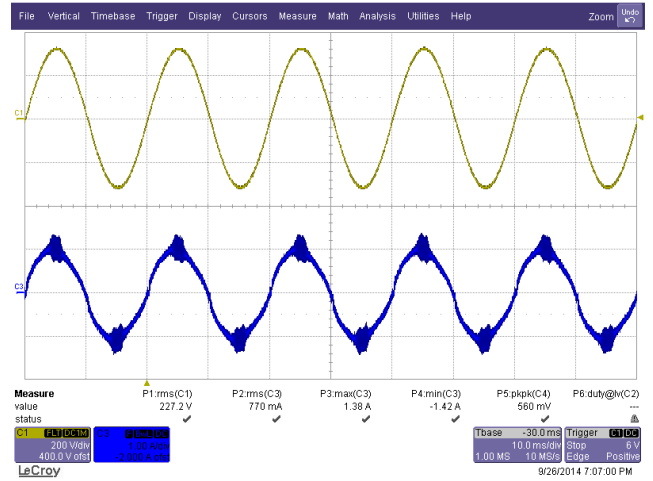 File Vertical Timebase Trigger Display Cursors Measure Math Analysis Utilities Help Zoom Undo
C1
C3
Measure P1:rms(C1) P2:rms(C3) P3:max(C3) P4:min(C3) P5:pkpk(C4) P6:duty@lv(C2)
value 227.2 V 770 mA 1.38 A -1.42 A 560 mV ---
status
C1 FLT DC1M
200 V/div
400.0 V ofst
C3
1.00 A/div
-2.000 A ofst
Tbase -30.0 ms
10.0 ms/div
1.00 MS 10 MS/s
Trigger C1 DC
Stop 6 V
Edge Positive
LeCroy
9/26/2014 7:07:00 PM